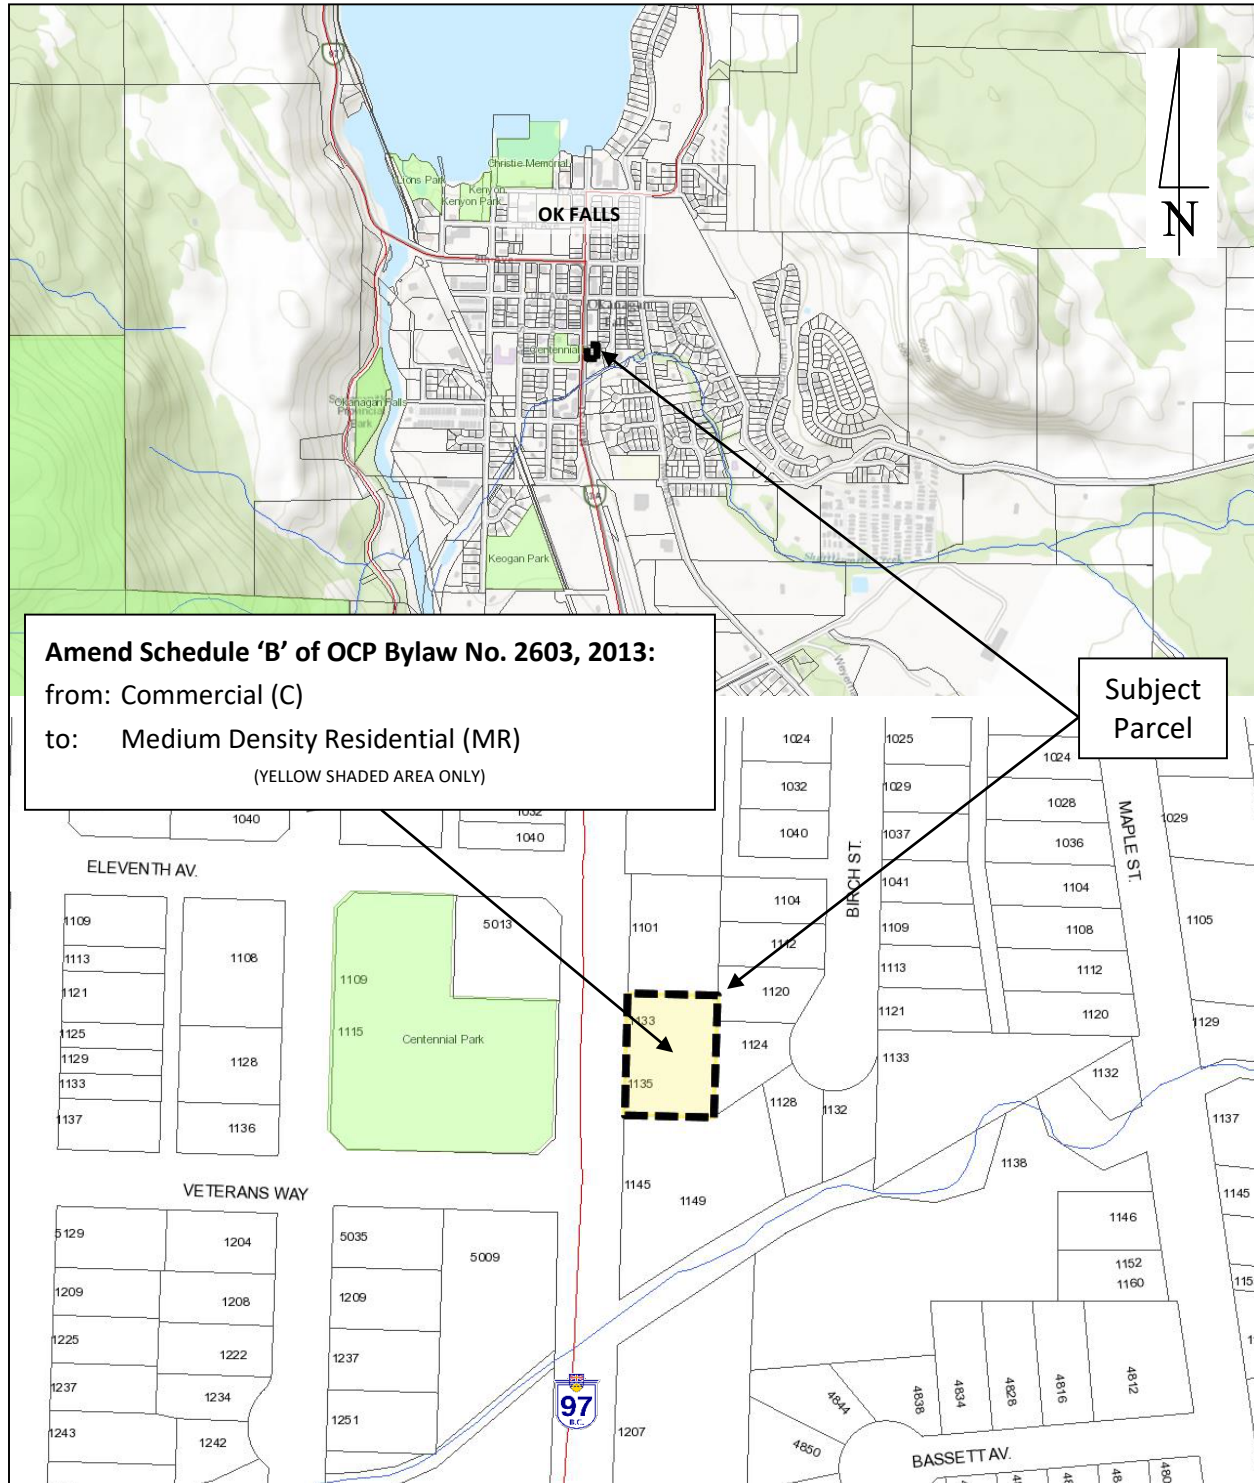 97
Christie Memorial
Lions Park
Kenyon
Kenyon Park
OK FALLS
9th Ave
Okanagan
Falls
Centennial
Okanagan Falls
Provincial
Park
Keogan Park
N
Amend Schedule ‘B’ of OCP Bylaw No. 2603, 2013:
from: Commercial (C)
to: Medium Density Residential (MR)
(YELLOW SHADED AREA ONLY)
Subject
Parcel
1024
1025
1024
1032
1029
1028
1029
1040
1032
1040
1040
1037
1036
MAPLE ST.
BIRCH ST.
ELEVENTH AV.
1041
1104
1104
1109
1108
5013
1101
1112
1109
1108
1105
1113
1109
1113
1112
1121
1120
1133
1121
1120
1129
1125
1115
Centennial Park
1124
1129
1128
1133
1132
1133
1135
1137
1136
1128
1132
1137
1138
VETERANS WAY
1145
1149
1145
1146
5129
1204
5035
5009
1152
1160
1209
1208
1209
1225
1222
1237
1237
1234
1251
97
B.C.
1243
1242
1207
4844
4838
4834
4828
4816
4812
4850
BASSETT AV.